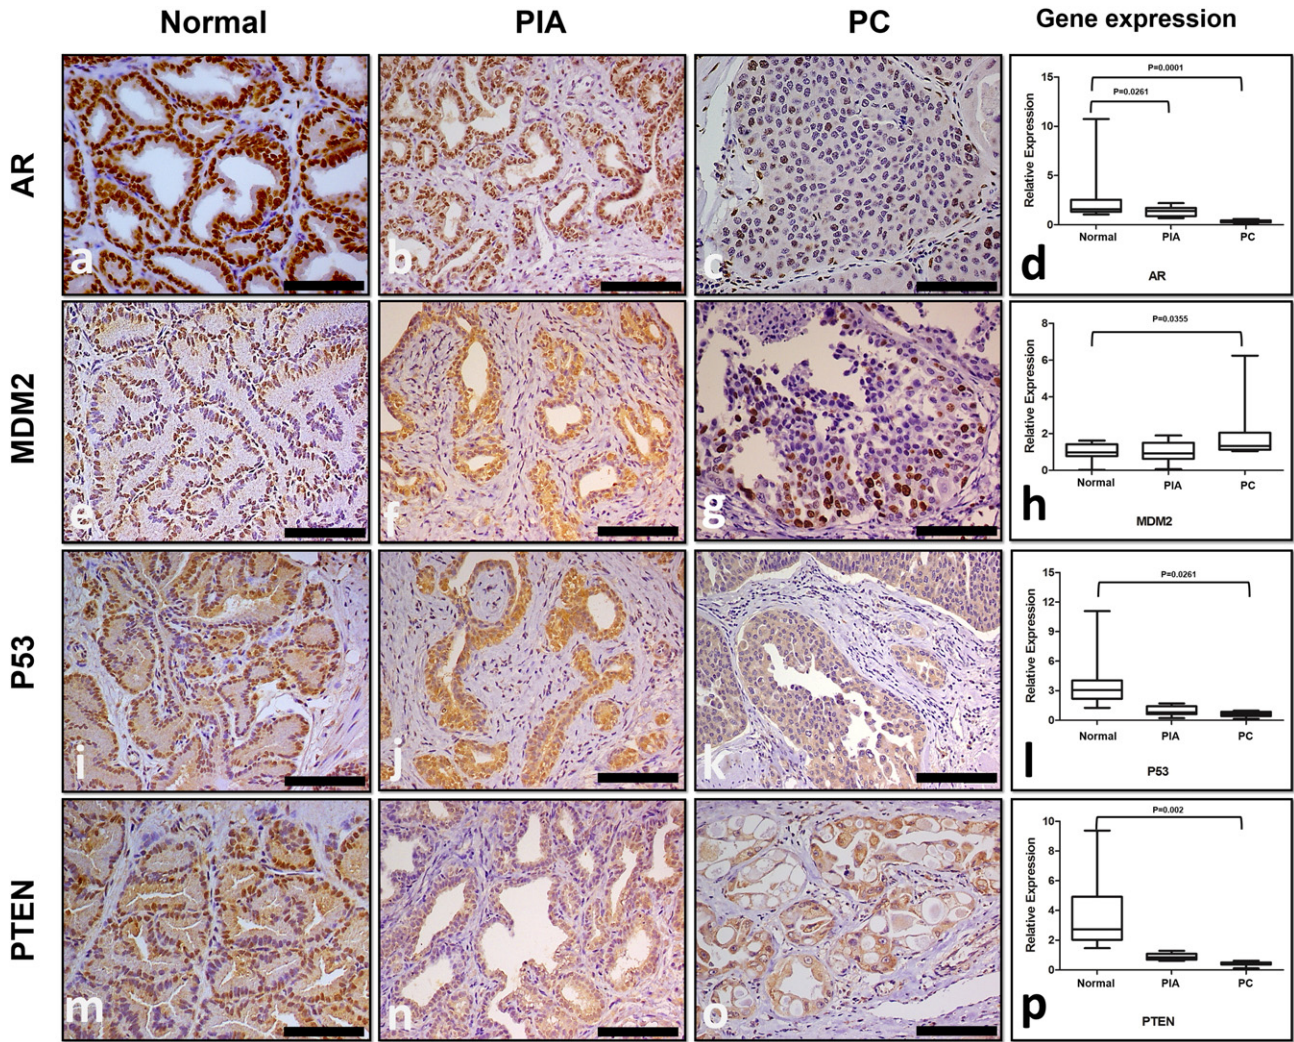 Normal PIA PC Gene expression
AR
a
b
c
d
Relative Expression
15
10
5
0
P=0.0001
P=0.0261
Normal PIA PC
AR
MDM2
e
f
g
h
Relative Expression
8
6
4
2
0
P=0.0355
Normal PIA PC
MDM2
P53
i
j
k
l
Relative Expression
15
12
9
6
3
0
P=0.0261
Normal PIA PC
P53
PTEN
m
n
o
p
Relative Expression
10
8
6
4
2
0
P=0.002
Normal PIA PC
PTEN